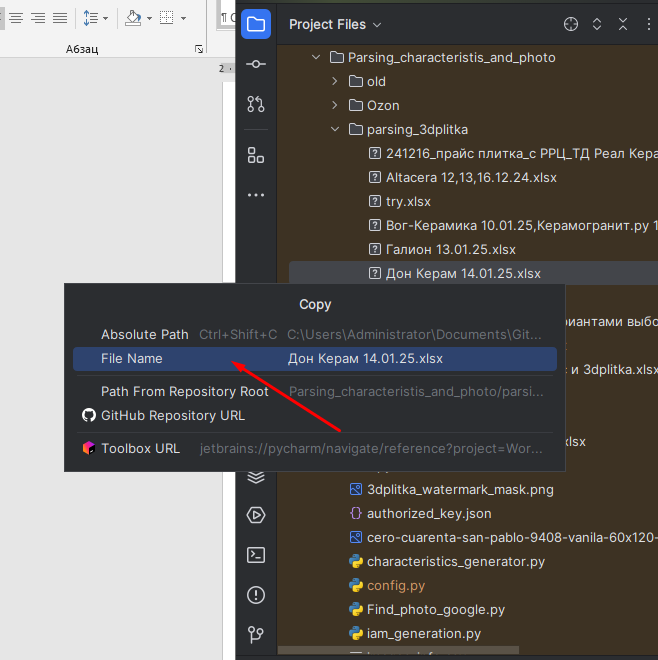 ¶ О
Абзац
2
Project Files
Parsing_characteristis_and_photo
old
Ozon
parsing_3dplitka
241216_прайс плитка_с РРЦ_ТД Реал Кера
Altacera 12,13,16.12.24.xlsx
try.xlsx
Вог-Керамика 10.01.25,Керамогранит.ру 1
Галион 13.01.25.xlsx
Дон Керам 14.01.25.xlsx
Copy
риантами выбо
Absolute Path Ctrl+Shift+C C:\Users\Administrator\Documents\Git...
File Name Дон Керам 14.01.25.xlsx
с и 3dplitka.xlsx
Path From Repository Root Parsing_characteristis_and_photo/parsi...
GitHub Repository URL
xlsx
Toolbox URL jetbrains://pycharm/navigate/reference?project=Wor...
3dplitka_watermark_mask.png
authorized_key.json
cero-cuarenta-san-pablo-9408-vanila-60x120-
characteristics_generator.py
config.py
Find_photo_google.py
iam_generation.py